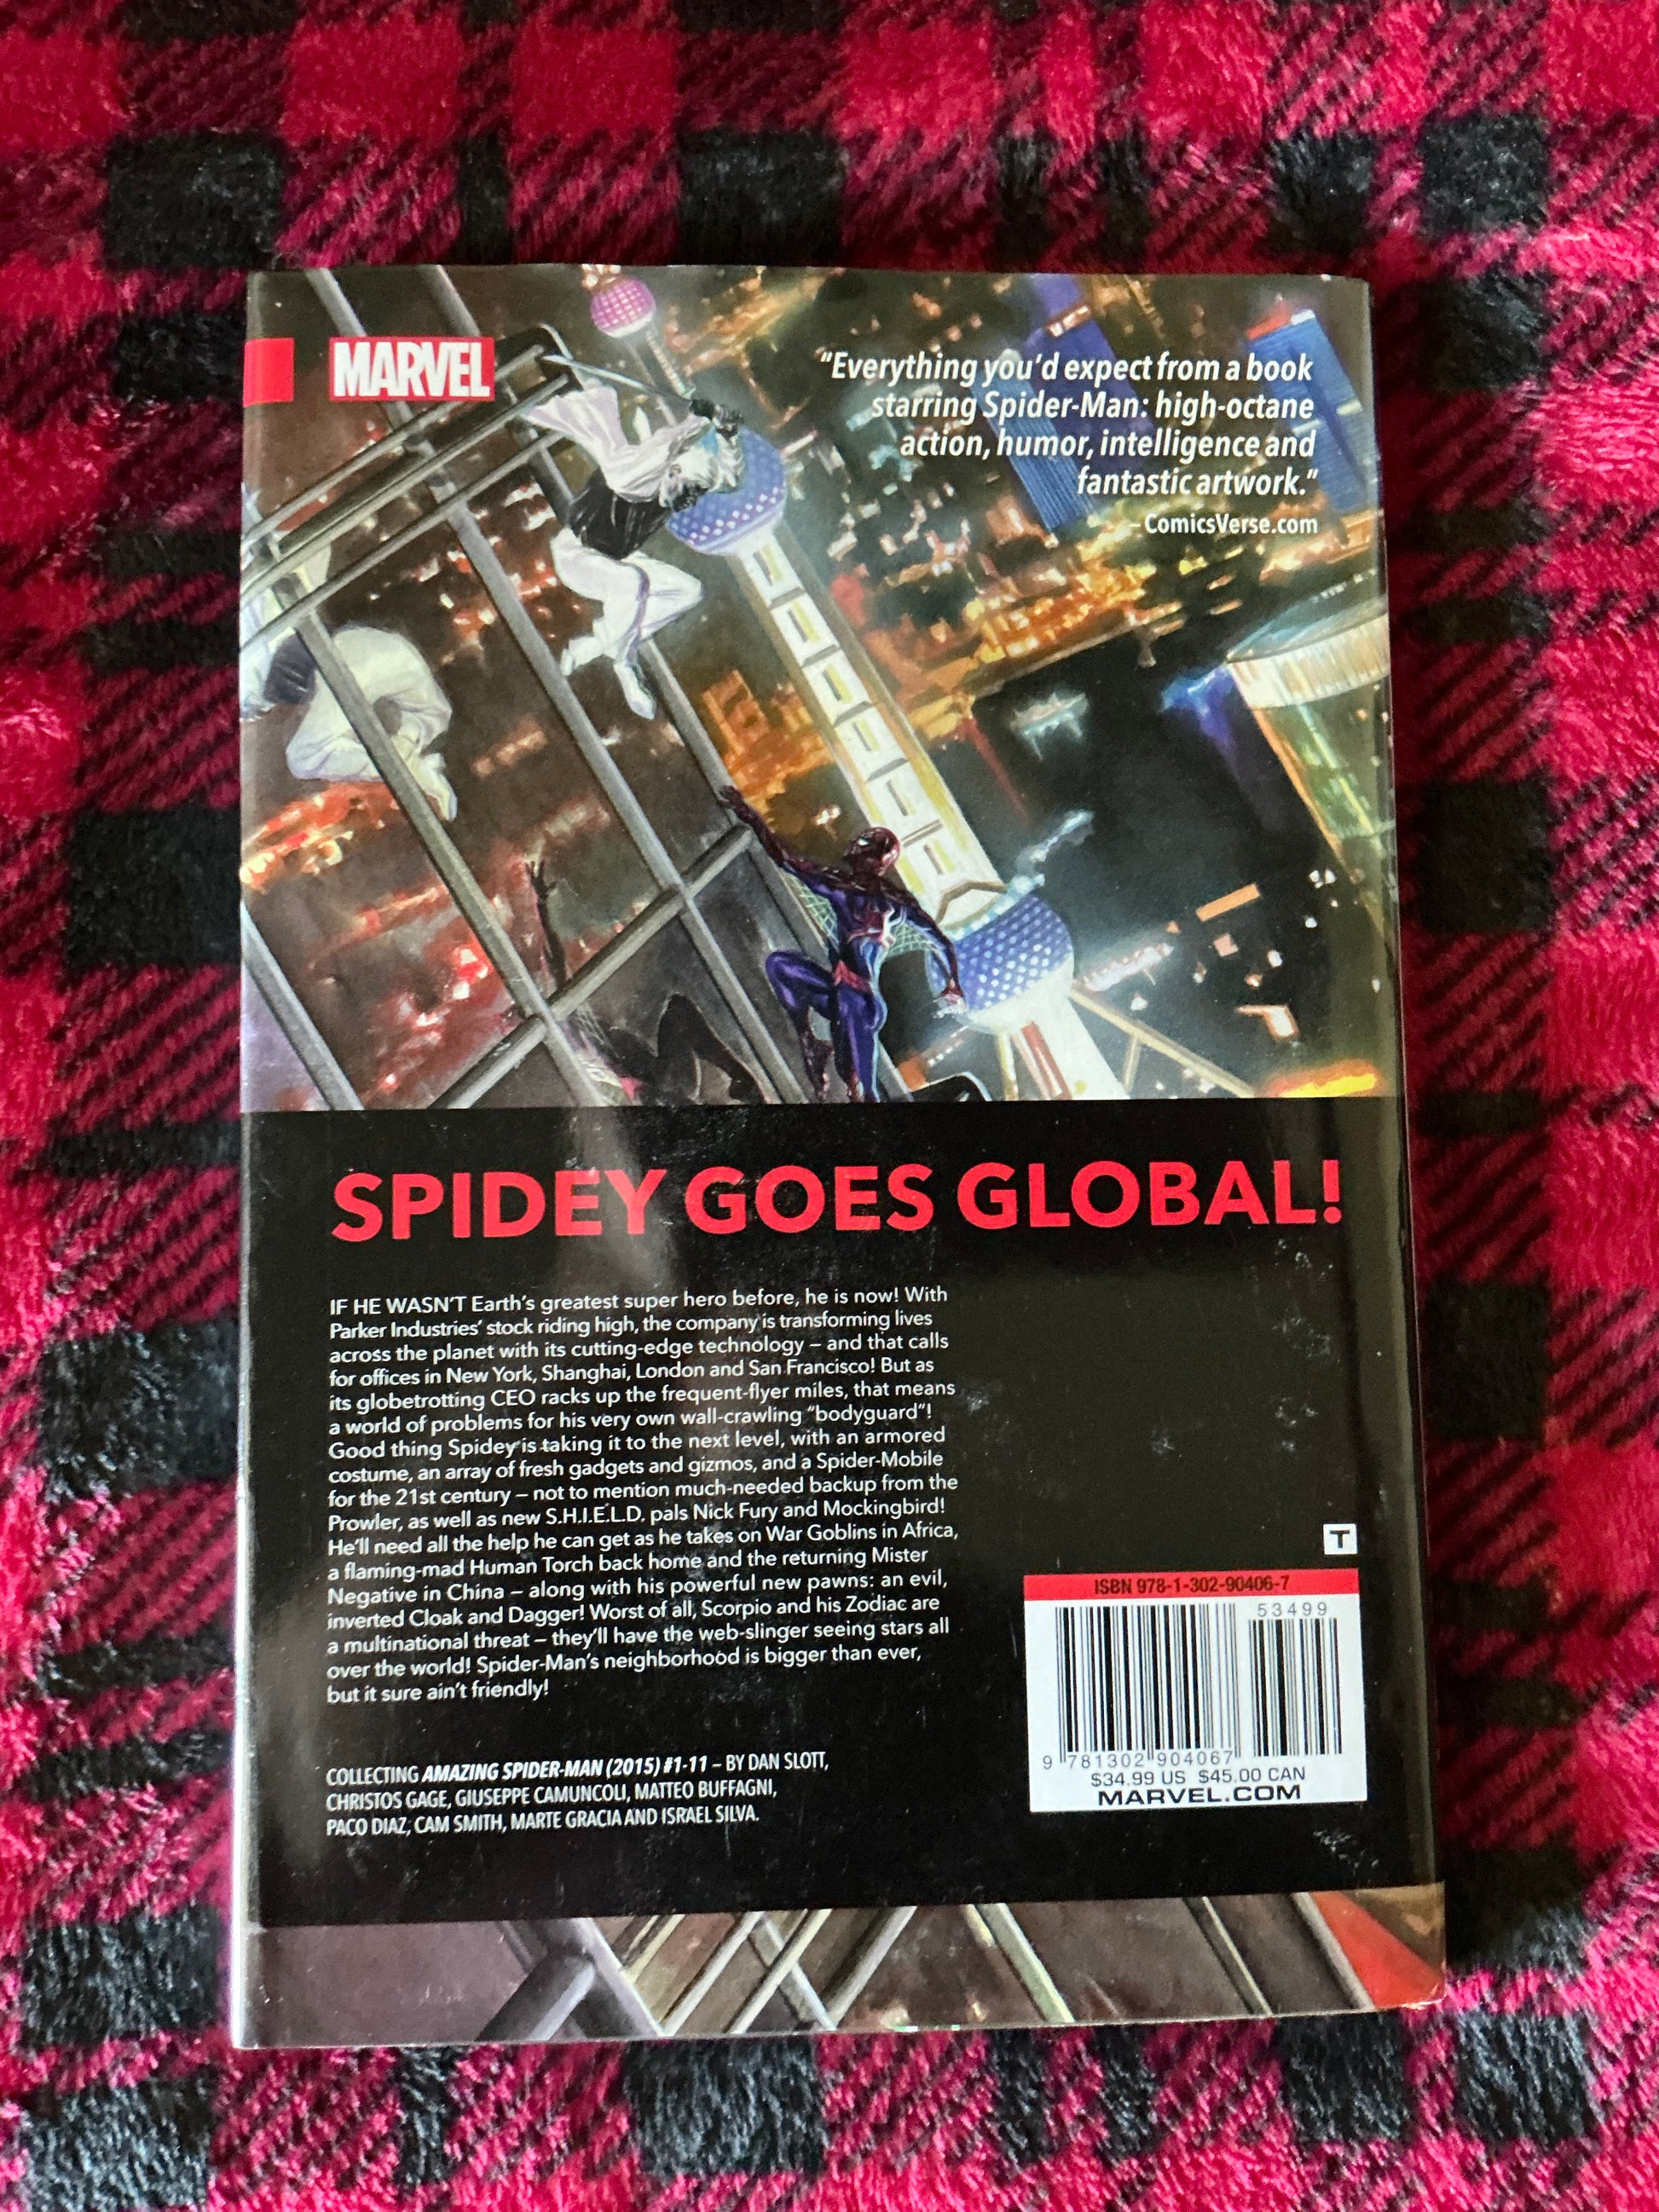 MARVEL
“Everything you’d expect from a book
starring Spider-Man: high-octane
action, humor, intelligence and
fantastic artwork.”
– ComicsVerse.com
SPIDEY GOES GLOBAL!
IF HE WASN’T Earth’s greatest super hero before, he is now! With
Parker Industries’ stock riding high, the company is transforming lives
across the planet with its cutting-edge technology – and that calls
for offices in New York, Shanghai, London and San Francisco! But as
its globetrotting CEO racks up the frequent-flyer miles, that means
a world of problems for his very own wall-crawling “bodyguard”!
Good thing Spidey is taking it to the next level, with an armored
costume, an array of fresh gadgets and gizmos, and a Spider-Mobile
for the 21st century – not to mention much-needed backup from the
Prowler, as well as new S.H.I.E.L.D. pals Nick Fury and Mockingbird!
He’ll need all the help he can get as he takes on War Goblins in Africa,
a flaming-mad Human Torch back home and the returning Mister
Negative in China – along with his powerful new pawns: an evil,
inverted Cloak and Dagger! Worst of all, Scorpio and his Zodiac are
a multinational threat – they’ll have the web-slinger seeing stars all
over the world! Spider-Man’s neighborhood is bigger than ever,
but it sure ain’t friendly!
COLLECTING AMAZING SPIDER-MAN (2015) #1-11 – BY DAN SLOTT,
CHRISTOS GAGE, GIUSEPPE CAMUNCOLI, MATTEO BUFFAGNI,
PACO DIAZ, CAM SMITH, MARTE GRACIA AND ISRAEL SILVA.
T
ISBN 978-1-302-90406-7
53499
9 781302 904067
$34.99 US $45.00 CAN
MARVEL.COM